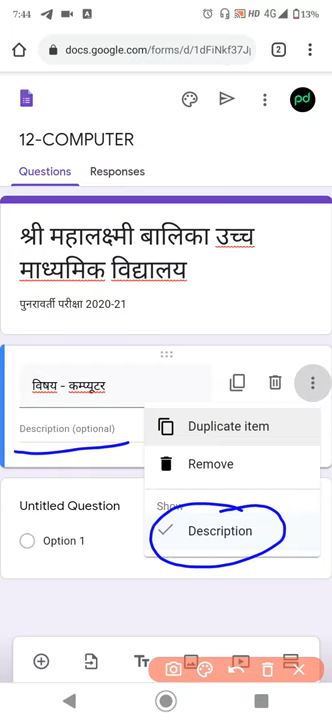 7:44
HD 4G 13%
docs.google.com/forms/d/1dFiNkf37J
2
pd
12-COMPUTER
Questions Responses
श्री महालक्ष्मी बालिका उच्च
माध्यमिक विद्यालय
पुनरावर्ती परीक्षा 2020-21
विषय - कम्प्यूटर
Description (optional)
Duplicate item
Remove
Show
Description
Untitled Question
Option 1
Tт